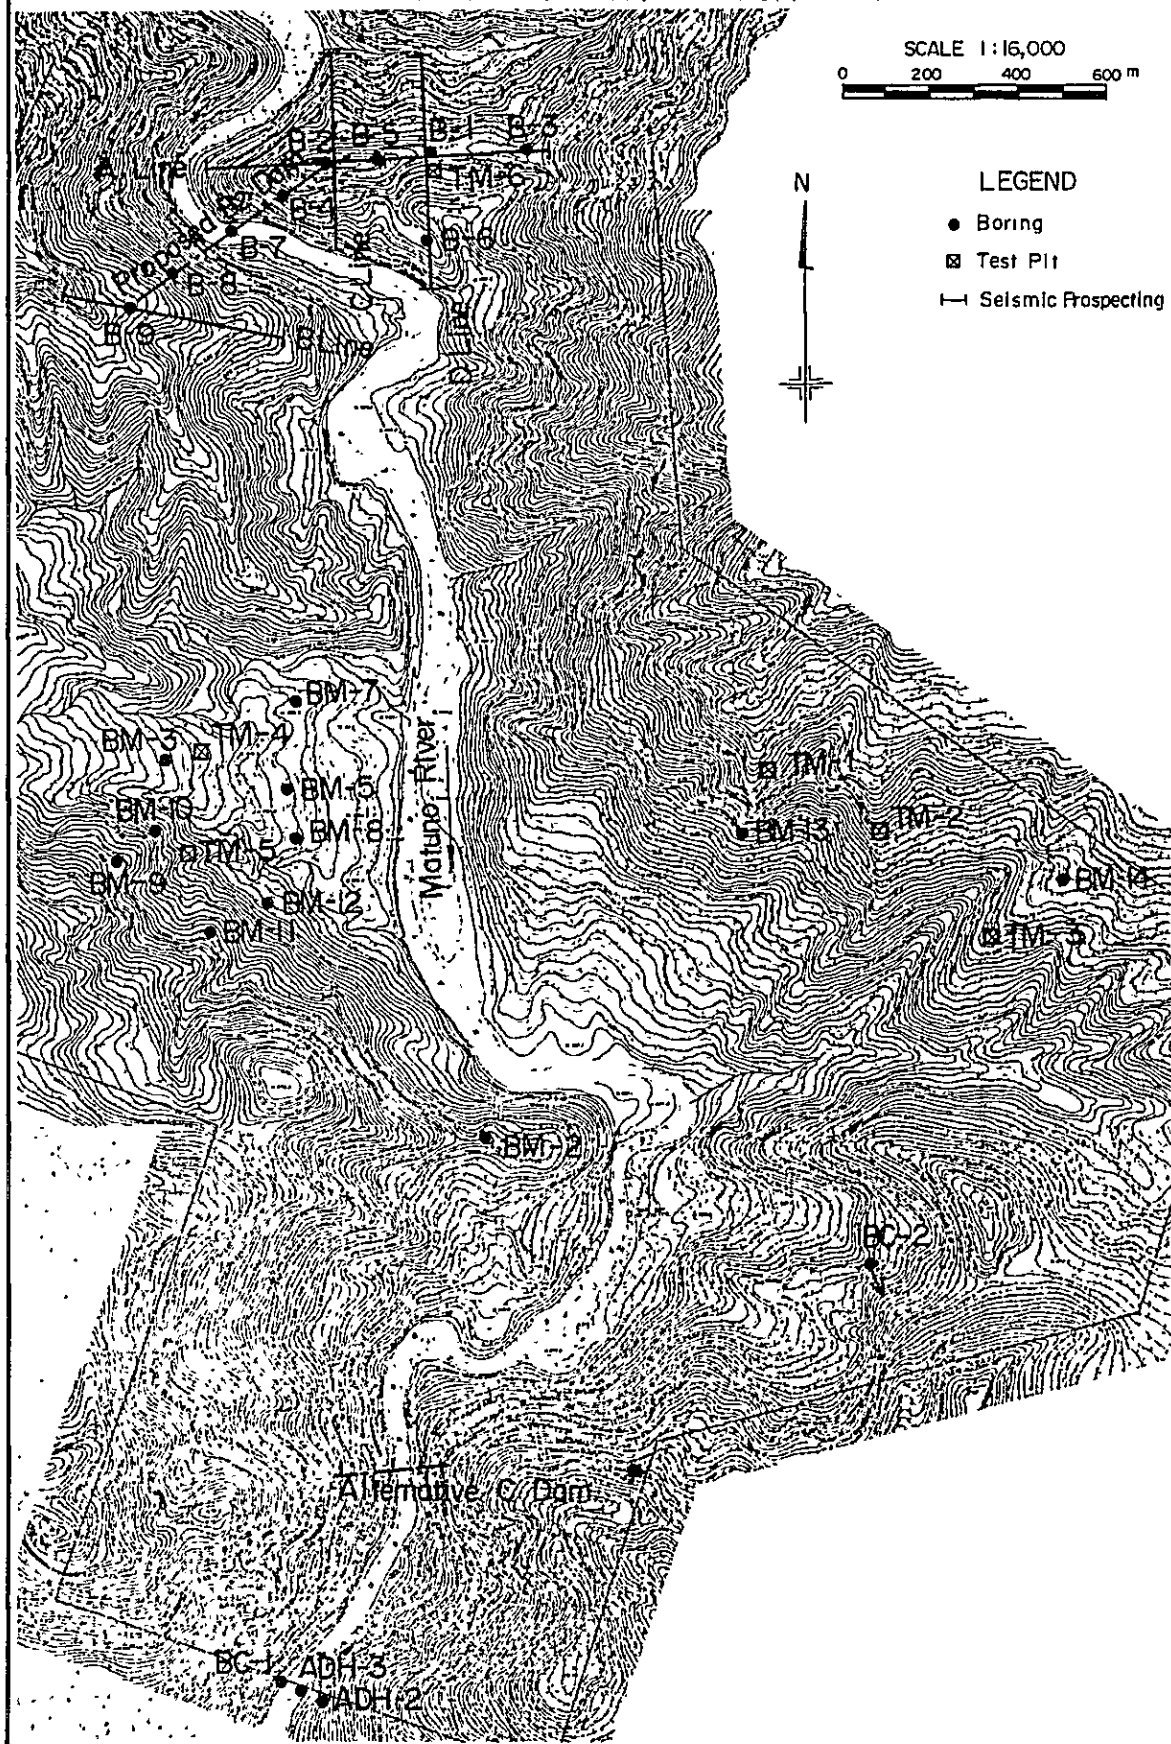 SCALE 1:16,000
0 200 400 600 m
N
LEGEND
Boring
Test Pit
Seismic Prospecting
A Line
B-2
B-5
B-1
B-3
TM-6
B-4
B-6
B-7
B-8
B-9
Proposed
Dam
B Line
C Line
D Line
BM-7
BM-3
TM-4
BM-5
BM-10
BM-8
TM-5
BM-9
BM-12
BM-11
Matuno River
TM-1
BM-13
TM-2
BM-14
TM-3
BM-2
BC-2
Alternative C Dam
BC-1
ADH-3
ADH-2